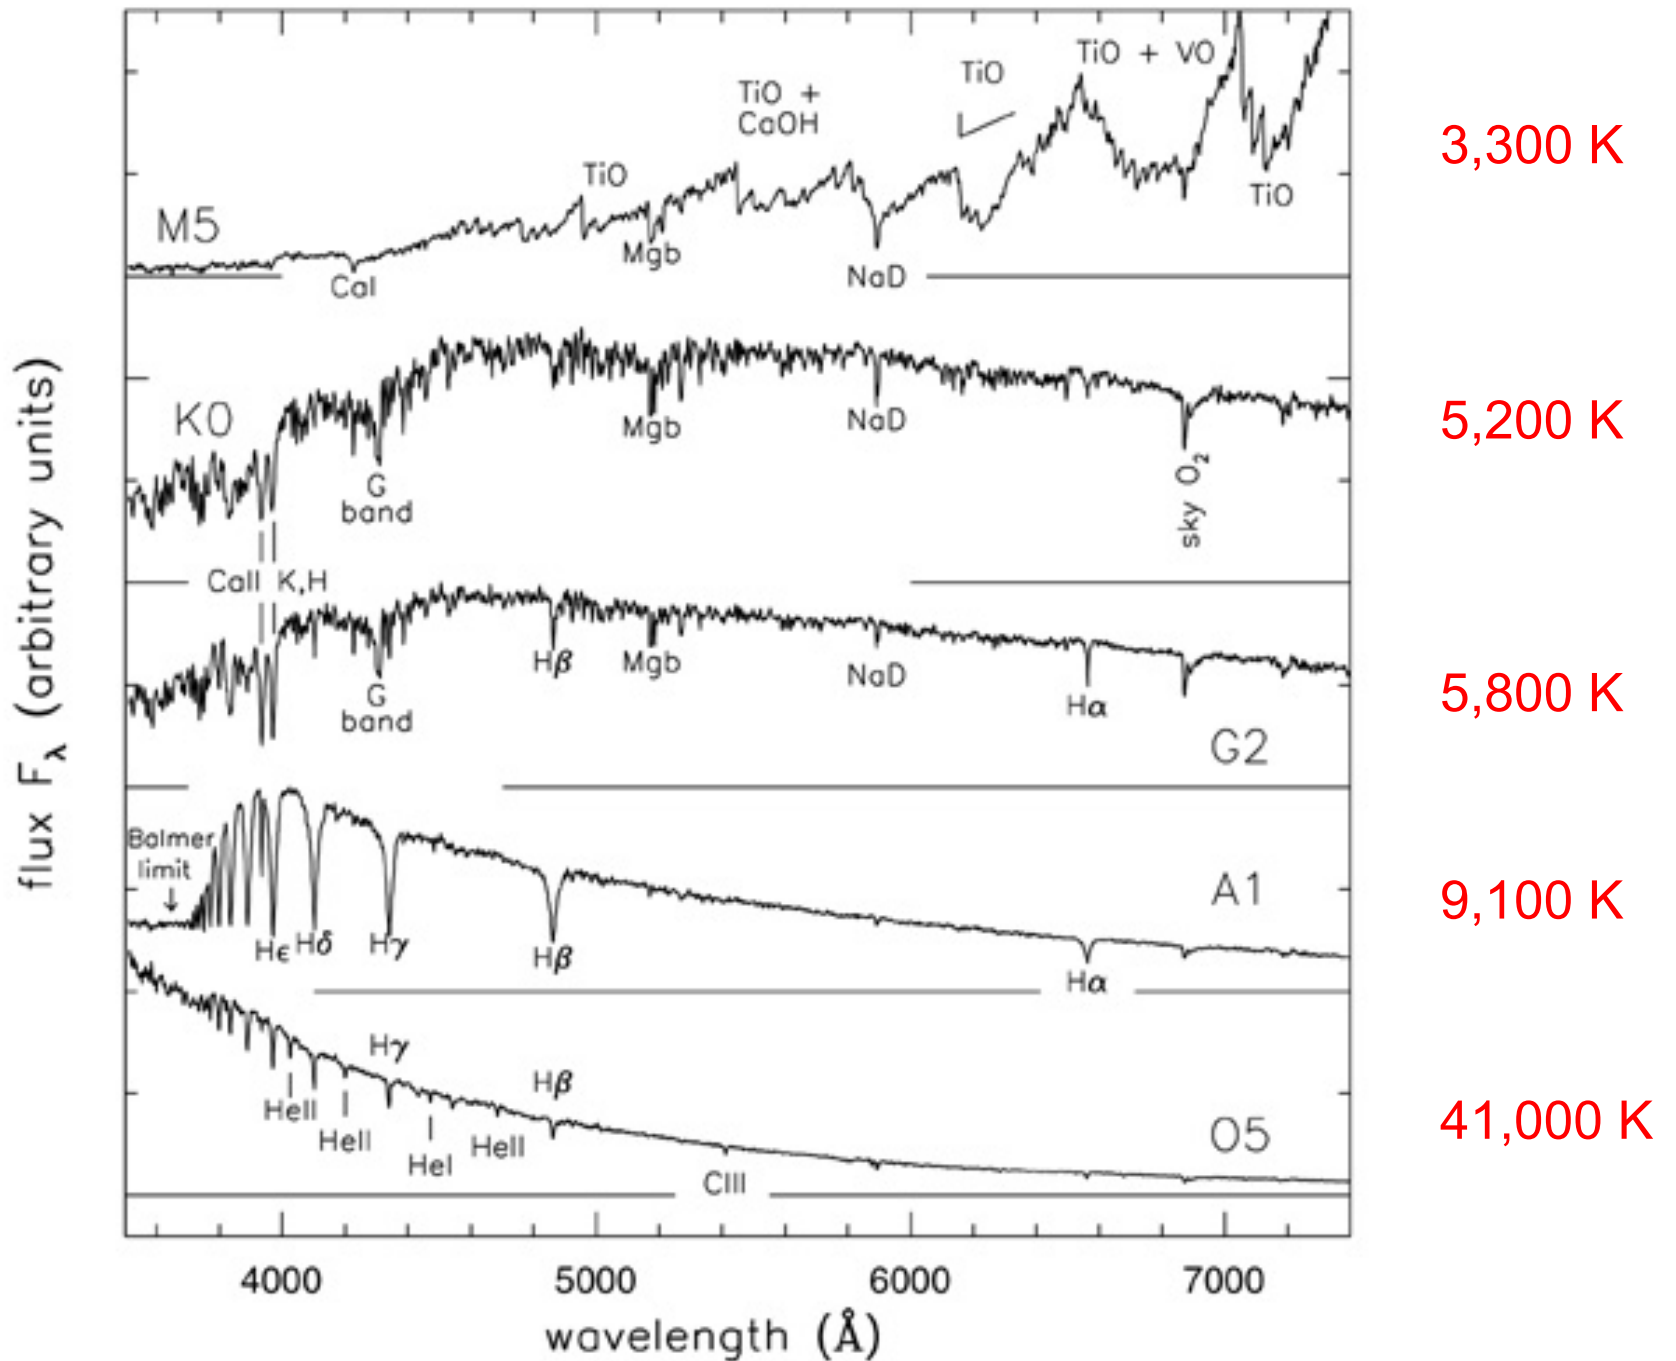 TiO + VO
TiO
TiO +
CaOH
TiO
TiO
M5
Mgb
NaD
CaI
3,300 K
K0
Mgb
NaD
G
band
sky O₂
5,200 K
CaII K,H
Hβ
Mgb
NaD
Hα
G
band
G2
5,800 K
Balmer
limit
↓
Hϵ Hδ Hγ
Hβ
Hα
A1
9,100 K
Hγ
Hβ
HeII
HeII
HeI
HeII
CIII
O5
41,000 K
4000 5000 6000 7000
wavelength (Å)
flux F_λ (arbitrary units)